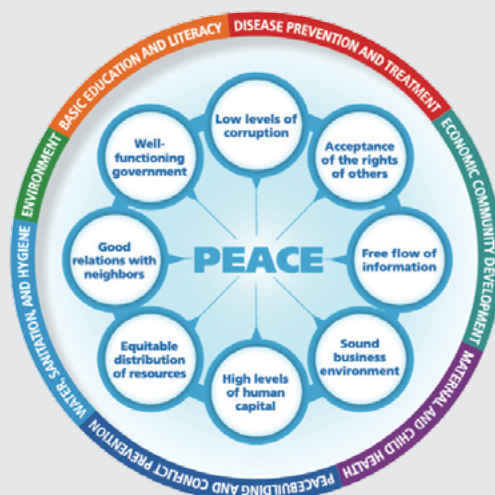 BASIC EDUCATION AND LITERACY
DISEASE PREVENTION AND TREATMENT
ECONOMIC COMMUNITY DEVELOPMENT
MATERNAL AND CHILD HEALTH
PEACEBUILDING AND CONFLICT PREVENTION
WATER, SANITATION, AND HYGIENE
ENVIRONMENT
Low levels of
corruption
Acceptance
of the rights
of others
Free flow of
information
Sound
business
environment
High levels
of human
capital
Equitable
distribution
of resources
Good
relations with
neighbors
Well-
functioning
government
PEACE